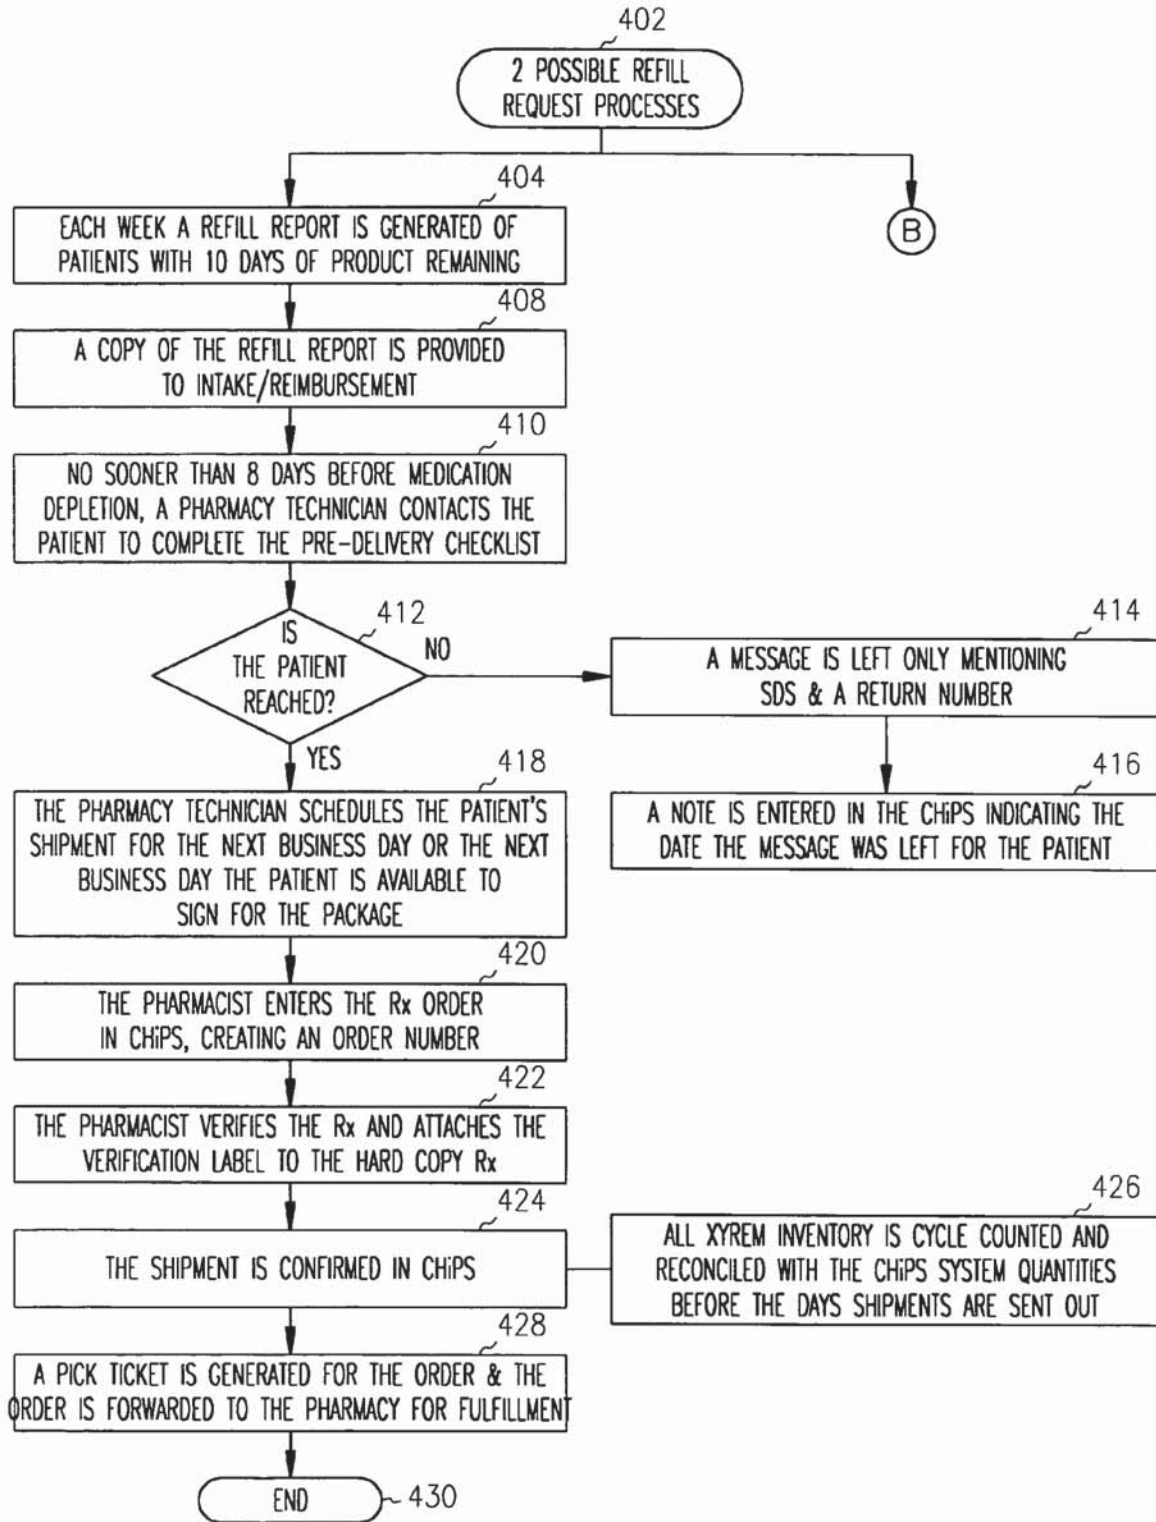 402
2 POSSIBLE REFILL
REQUEST PROCESSES
404
EACH WEEK A REFILL REPORT IS GENERATED OF
PATIENTS WITH 10 DAYS OF PRODUCT REMAINING
B
408
A COPY OF THE REFILL REPORT IS PROVIDED
TO INTAKE/REIMBURSEMENT
410
NO SOONER THAN 8 DAYS BEFORE MEDICATION
DEPLETION, A PHARMACY TECHNICIAN CONTACTS THE
PATIENT TO COMPLETE THE PRE-DELIVERY CHECKLIST
412
IS
THE PATIENT
REACHED?
NO
414
A MESSAGE IS LEFT ONLY MENTIONING
SDS & A RETURN NUMBER
416
A NOTE IS ENTERED IN THE CHiPS INDICATING THE
DATE THE MESSAGE WAS LEFT FOR THE PATIENT
YES
418
THE PHARMACY TECHNICIAN SCHEDULES THE PATIENT'S
SHIPMENT FOR THE NEXT BUSINESS DAY OR THE NEXT
BUSINESS DAY THE PATIENT IS AVAILABLE TO
SIGN FOR THE PACKAGE
420
THE PHARMACIST ENTERS THE Rx ORDER
IN CHiPS, CREATING AN ORDER NUMBER
422
THE PHARMACIST VERIFIES THE Rx AND ATTACHES THE
VERIFICATION LABEL TO THE HARD COPY Rx
424
THE SHIPMENT IS CONFIRMED IN CHiPS
426
ALL XYREM INVENTORY IS CYCLE COUNTED AND
RECONCILED WITH THE CHiPS SYSTEM QUANTITIES
BEFORE THE DAYS SHIPMENTS ARE SENT OUT
428
A PICK TICKET IS GENERATED FOR THE ORDER & THE
ORDER IS FORWARDED TO THE PHARMACY FOR FULFILLMENT
END
430